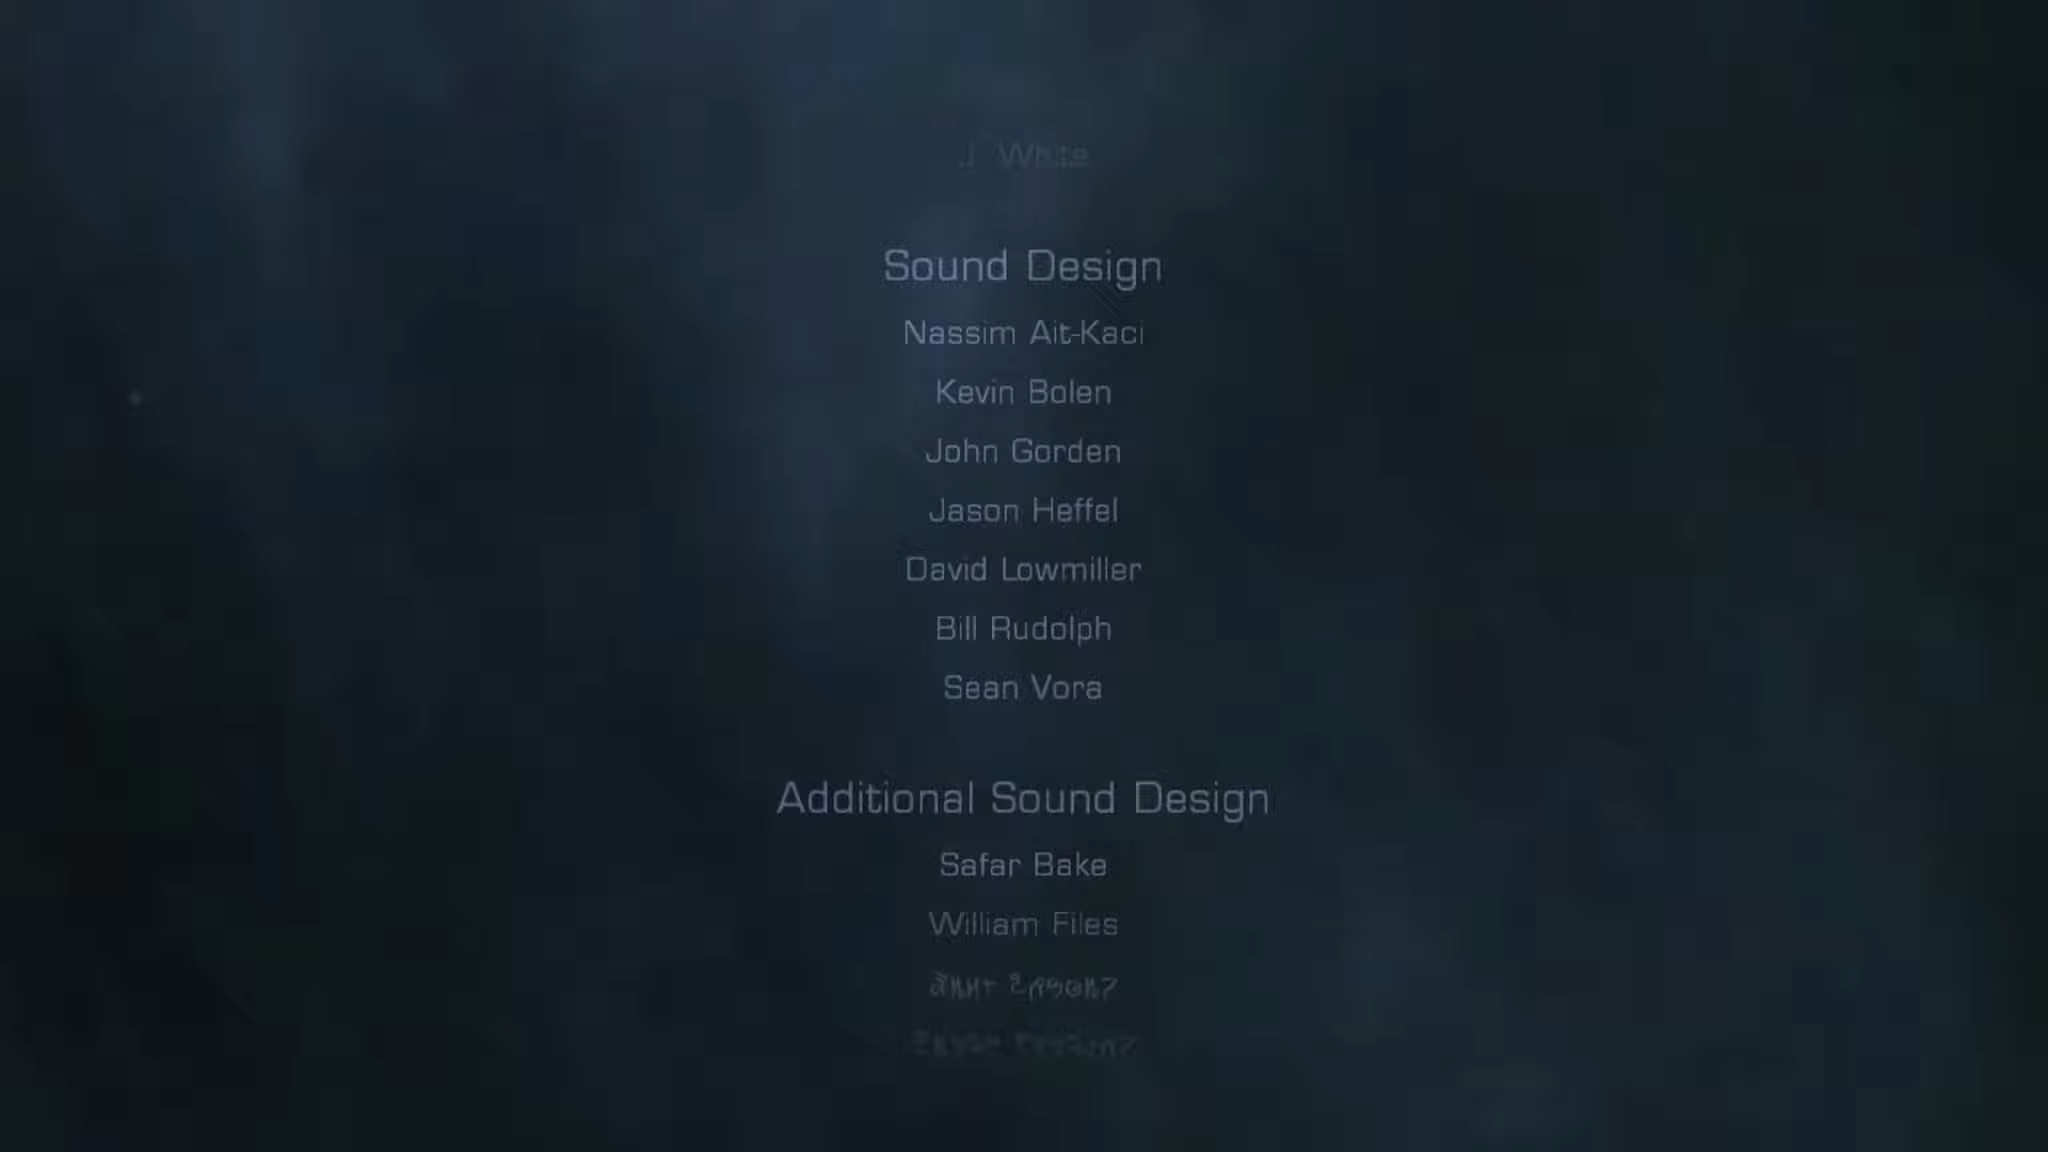 J. White
Sound Design
Nassim Ait-Kaci
Kevin Bolen
John Gorden
Jason Heffel
David Lowmiller
Bill Rudolph
Sean Vora
Additional Sound Design
Safar Bake
William Files